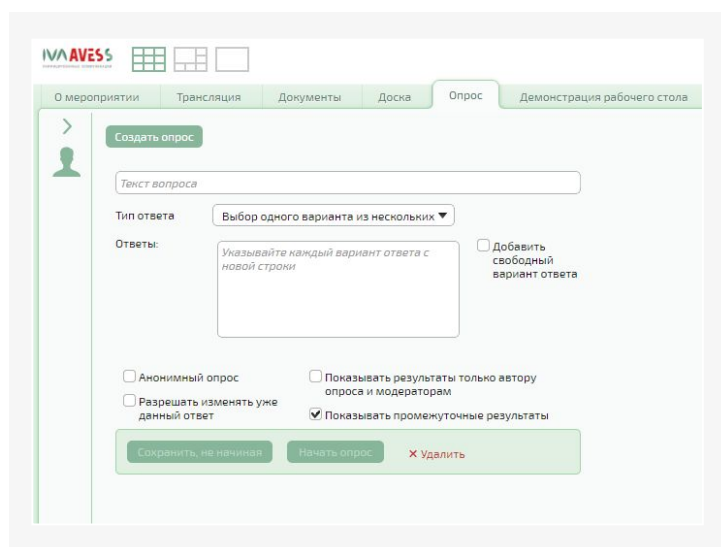 IVA AVESS
О мероприятии Трансляция Документы Доска Опрос Демонстрация рабочего стола
Создать опрос
Текст вопроса
Тип ответа Выбор одного варианта из нескольких
Ответы: Указывайте каждый вариант ответа с
новой строки
Добавить
свободный
вариант ответа
Анонимный опрос
Разрешать изменять уже
данный ответ
Показывать результаты только автору
опроса и модераторам
Показывать промежуточные результаты
Сохранить, не начиная Начать опрос Удалить